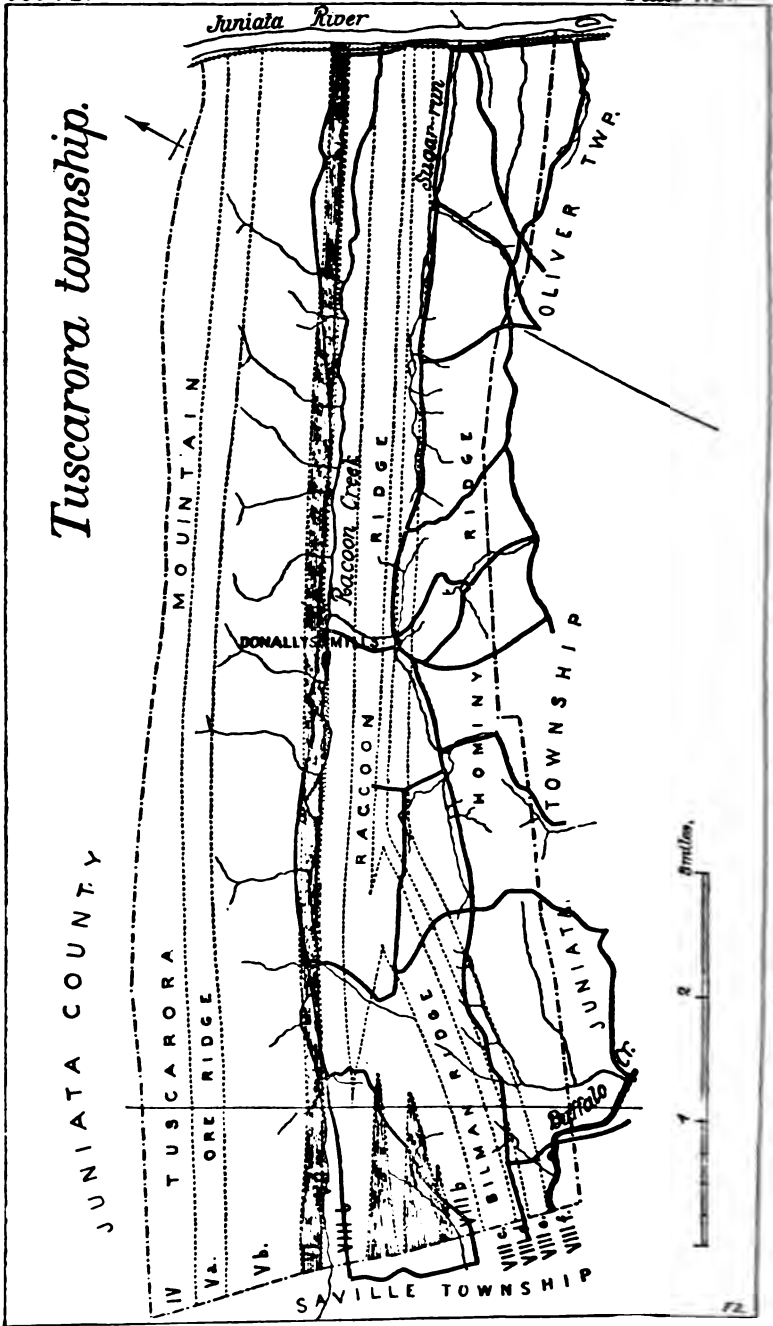 Juniata River
Tuscarora township.
JUNIATA COUNTY
TUSCARORA MOUINTAIN
ORE RIDGE
Racoon Creek
DONALLYS MILLS
RACCOON RIDGE
Sugar-run
HOMINY RIDGE
BILMAN RIDGE
OLIVER TWP.
JUNIATA TOWNSHIP
Buffalo Cr.
SAVILLE TOWNSHIP
IV
Va.
Vb.
VI
VIII b
VIII c.
VIII e.
VIII f.
1 2 3 miles.